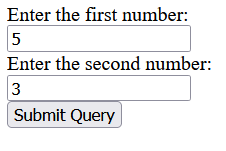 Enter the first number:
5
Enter the second number:
3
Submit Query